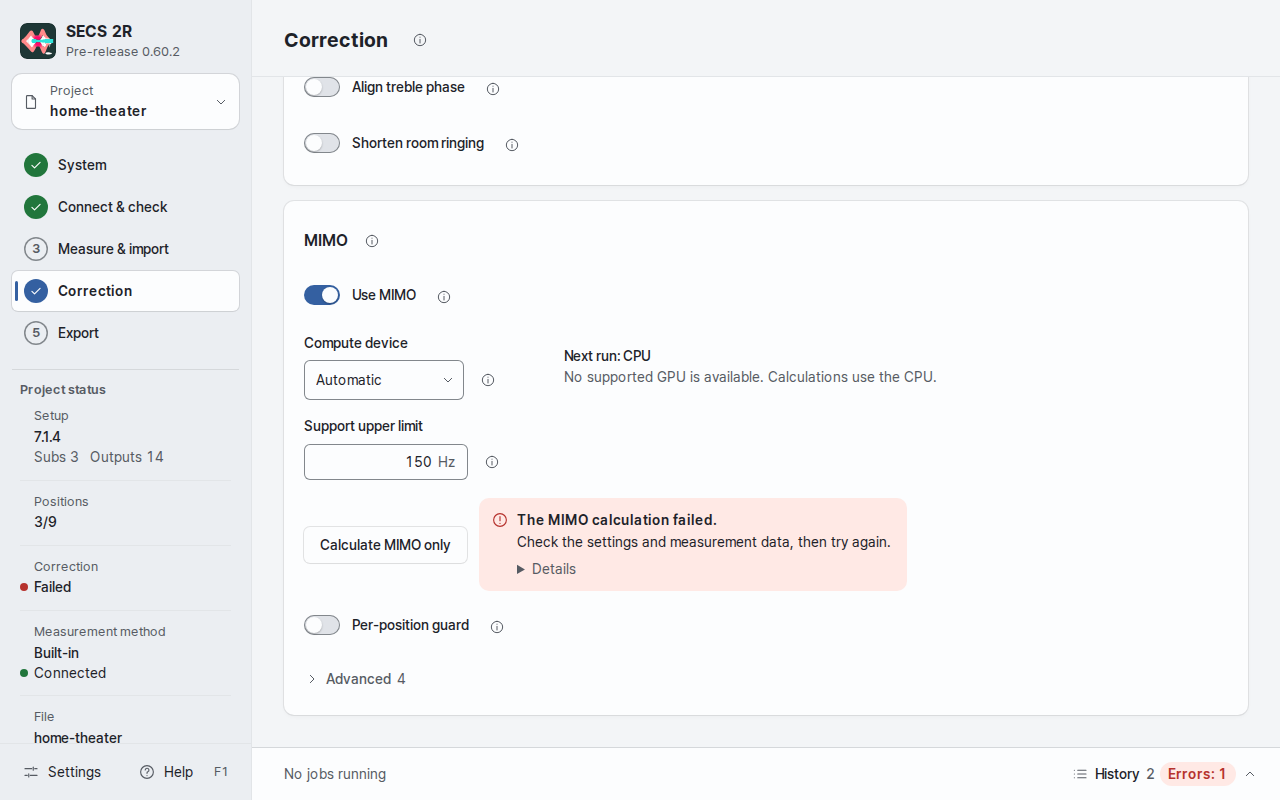 SECS 2R
Pre-release 0.60.2
Project
home-theater
System
Connect & check
3 Measure & import
Correction
5 Export
Project status
Setup
7.1.4
Subs 3 Outputs 14
Positions
3/9
Correction
Failed
Measurement method
Built-in
Connected
File
home-theater
Settings Help F1
Correction
Align treble phase
Shorten room ringing
MIMO
Use MIMO
Compute device
Automatic
Next run: CPU
No supported GPU is available. Calculations use the CPU.
Support upper limit
150 Hz
Calculate MIMO only
The MIMO calculation failed.
Check the settings and measurement data, then try again.
Details
Per-position guard
Advanced 4
No jobs running
History 2 Errors: 1